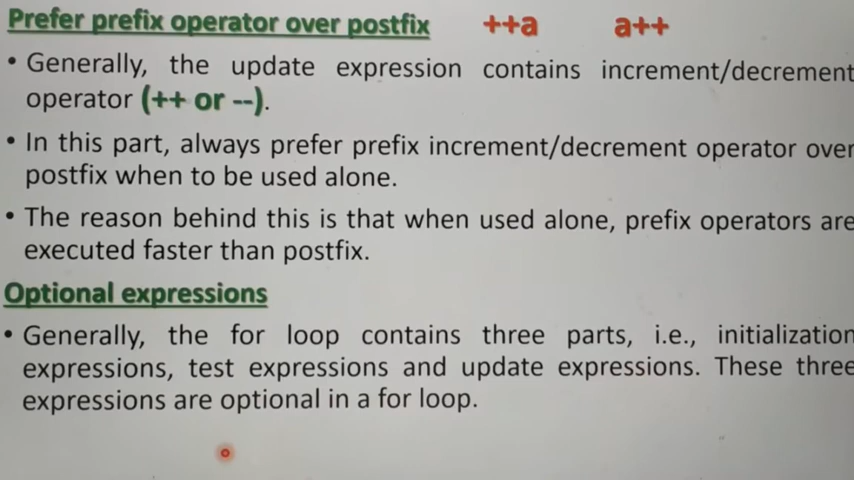 Prefer prefix operator over postfix ++a a++
• Generally, the update expression contains increment/decrement
operator (++ or --).
• In this part, always prefer prefix increment/decrement operator over
postfix when to be used alone.
• The reason behind this is that when used alone, prefix operators are
executed faster than postfix.
Optional expressions
• Generally, the for loop contains three parts, i.e., initialization
expressions, test expressions and update expressions. These three
expressions are optional in a for loop.